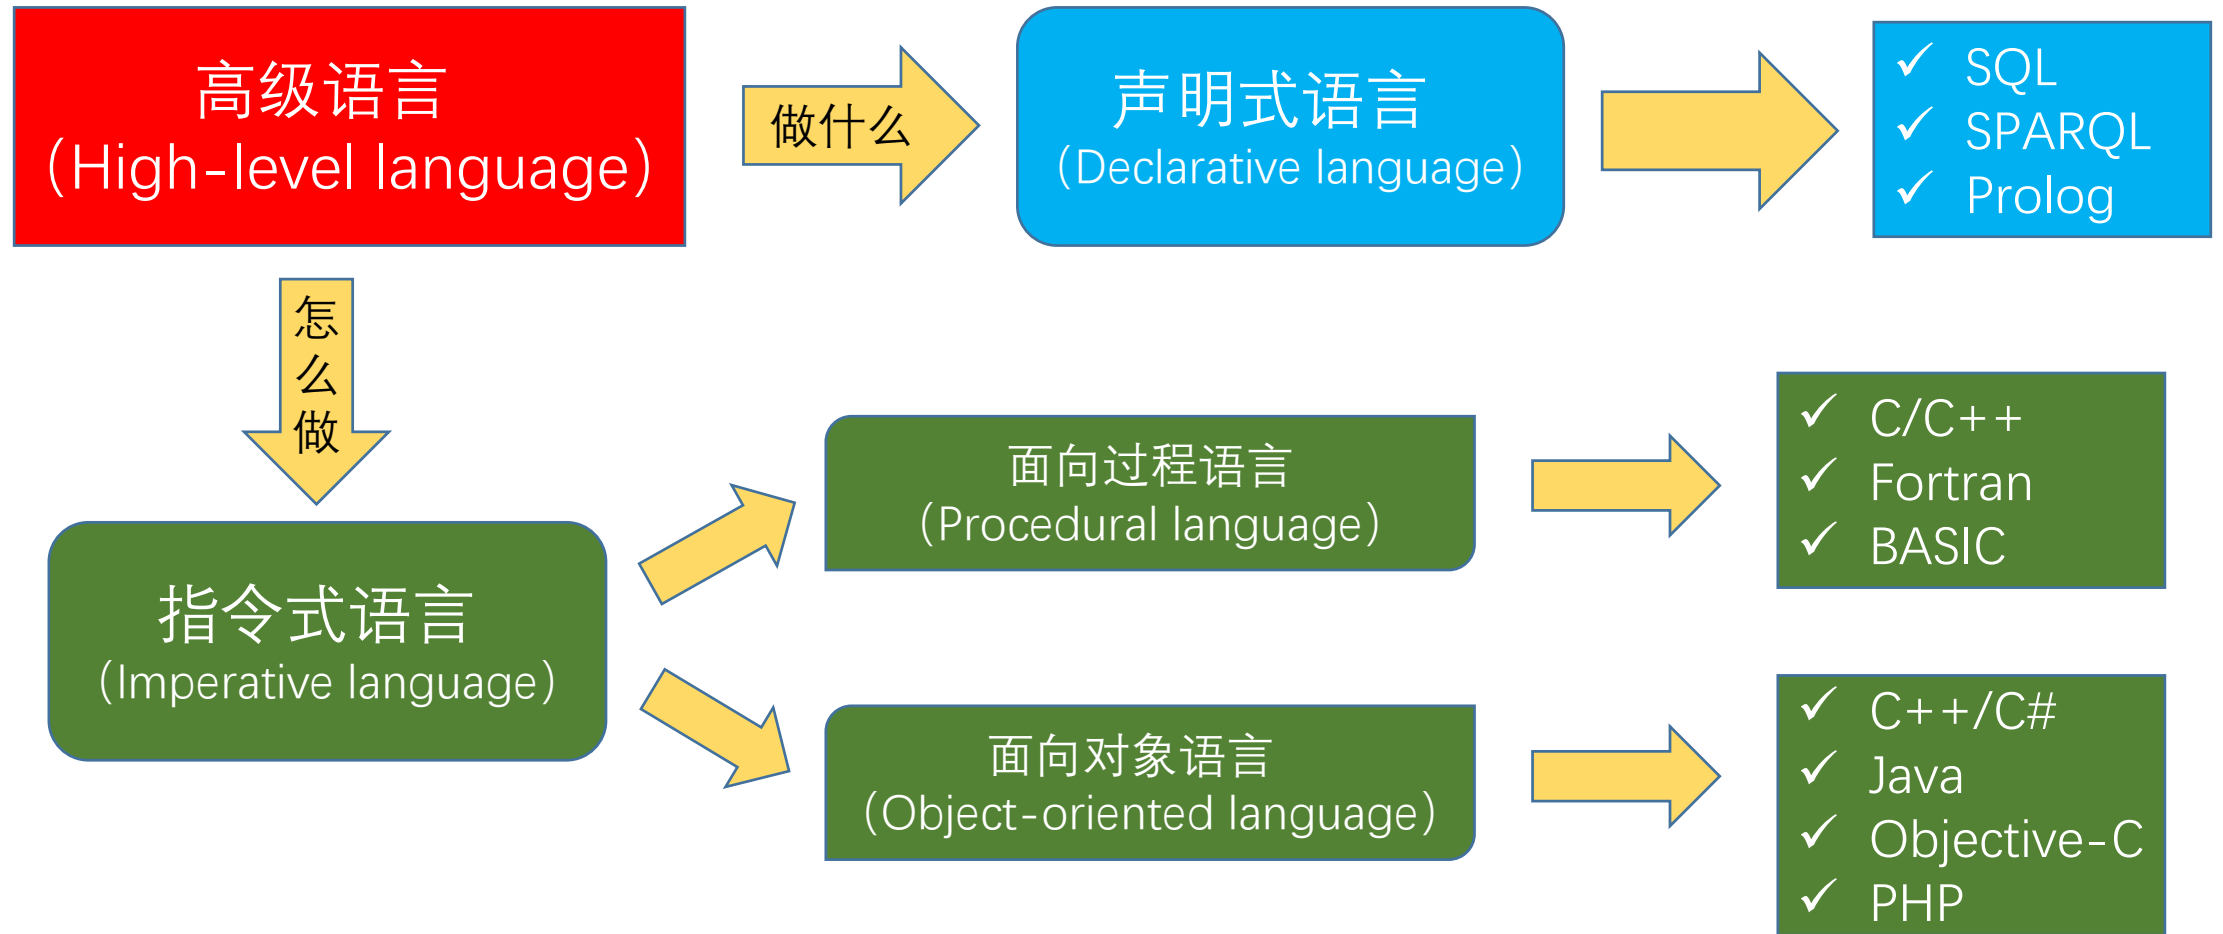 高级语言
（High-level language）
做什么
声明式语言
（Declarative language）
✓ SQL
✓ SPARQL
✓ Prolog
怎么做
指令式语言
（Imperative language）
面向过程语言
（Procedural language）
✓ C/C++
✓ Fortran
✓ BASIC
面向对象语言
（Object-oriented language）
✓ C++/C#
✓ Java
✓ Objective-C
✓ PHP